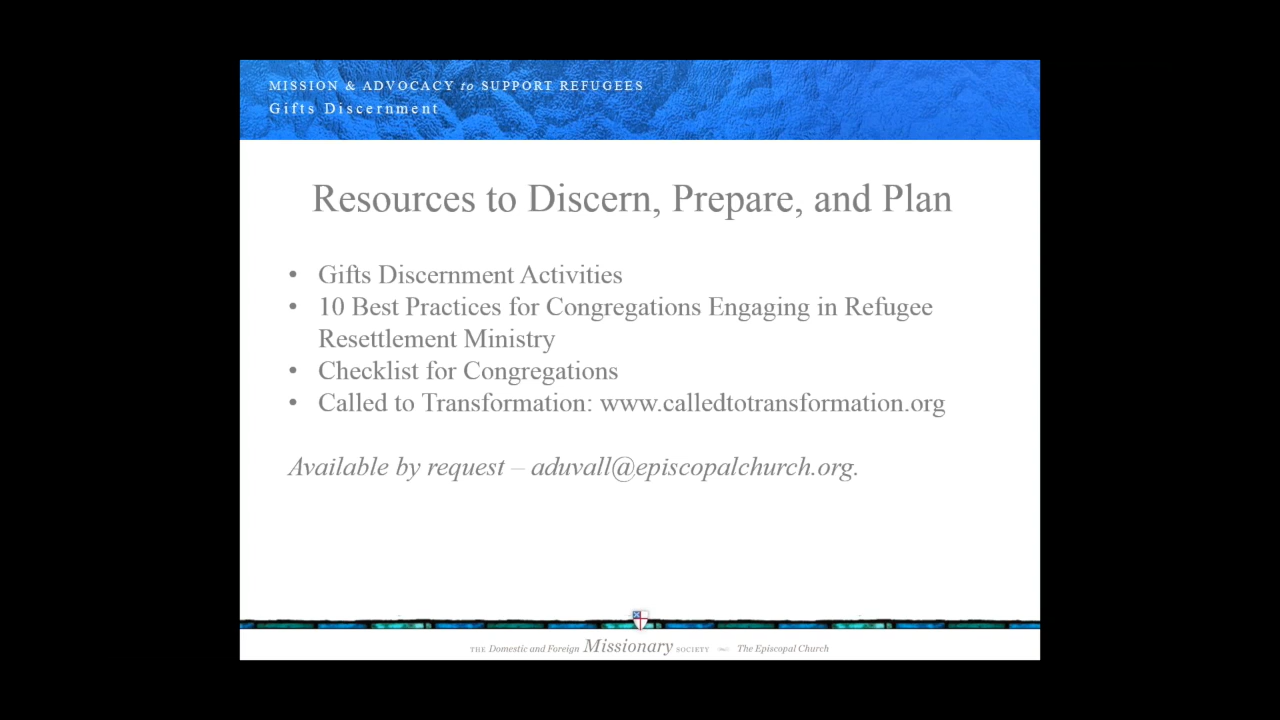 MISSION & ADVOCACY to SUPPORT REFUGEES
Gifts Discernment
Resources to Discern, Prepare, and Plan
• Gifts Discernment Activities
• 10 Best Practices for Congregations Engaging in Refugee
Resettlement Ministry
• Checklist for Congregations
• Called to Transformation: www.calledtotransformation.org
Available by request – aduvall@episcopalchurch.org.
THE Domestic and Foreign Missionary SOCIETY The Episcopal Church